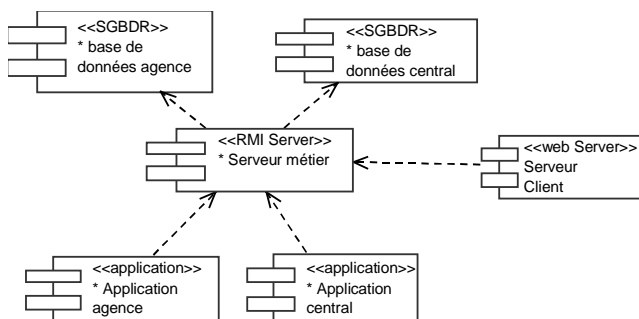 <<SGBDR>>
* base de
données agence
<<SGBDR>>
* base de
données central
<<RMI Server>>
* Serveur métier
<<web Server>>
Serveur
Client
<<application>>
* Application
agence
<<application>>
* Application
central